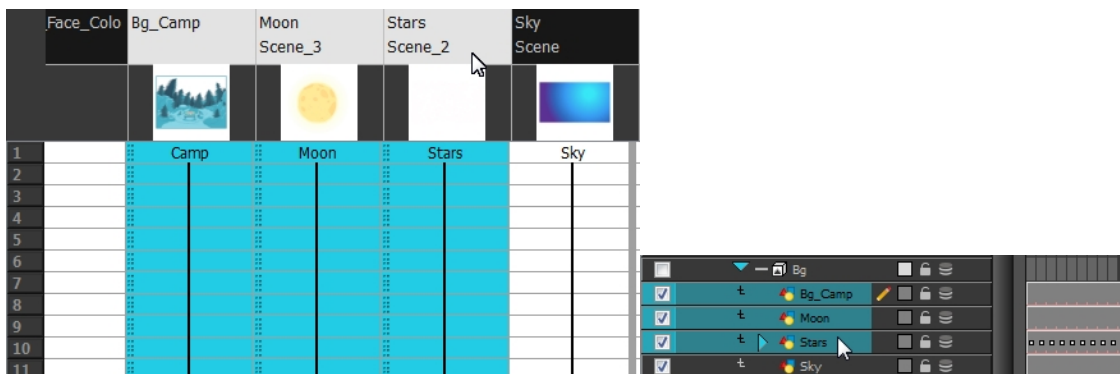 _Face_Colo Bg_Camp Moon Stars Sky
Scene_3 Scene_2 Scene
1 Camp Moon Stars Sky
2
3
4
5
6
7
8
9
10
11
Bg
Bg_Camp
Moon
Stars
Sky